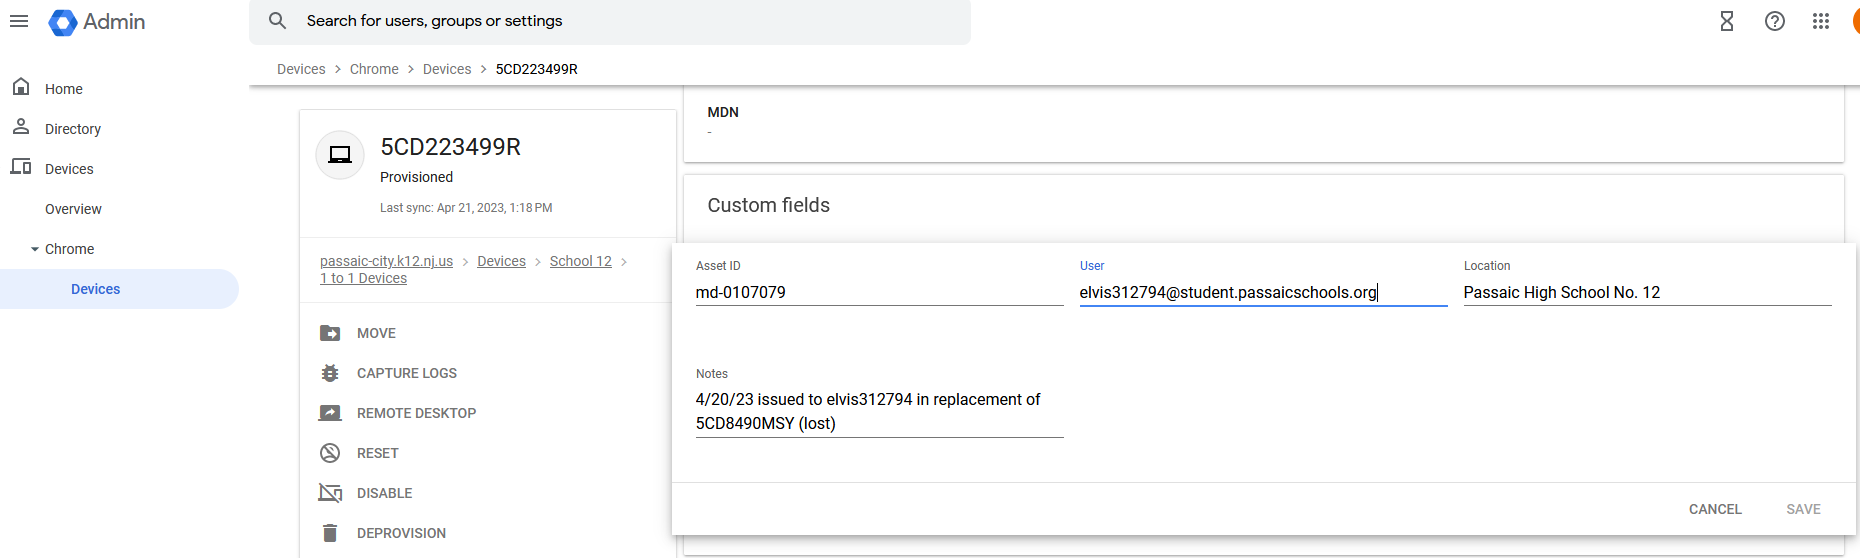 Admin
Search for users, groups or settings
Home
Directory
Devices
Overview
Chrome
Devices
Devices > Chrome > Devices > 5CD223499R
5CD223499R
Provisioned
Last sync: Apr 21, 2023, 1:18 PM
passaic-city.k12.nj.us > Devices > School 12 >
1 to 1 Devices
MOVE
CAPTURE LOGS
REMOTE DESKTOP
RESET
DISABLE
DEPROVISION
MDN
-
Custom fields
Asset ID
md-0107079
User
elvis312794@student.passaicschools.org
Location
Passaic High School No. 12
Notes
4/20/23 issued to elvis312794 in replacement of
5CD8490MSY (lost)
CANCEL
SAVE